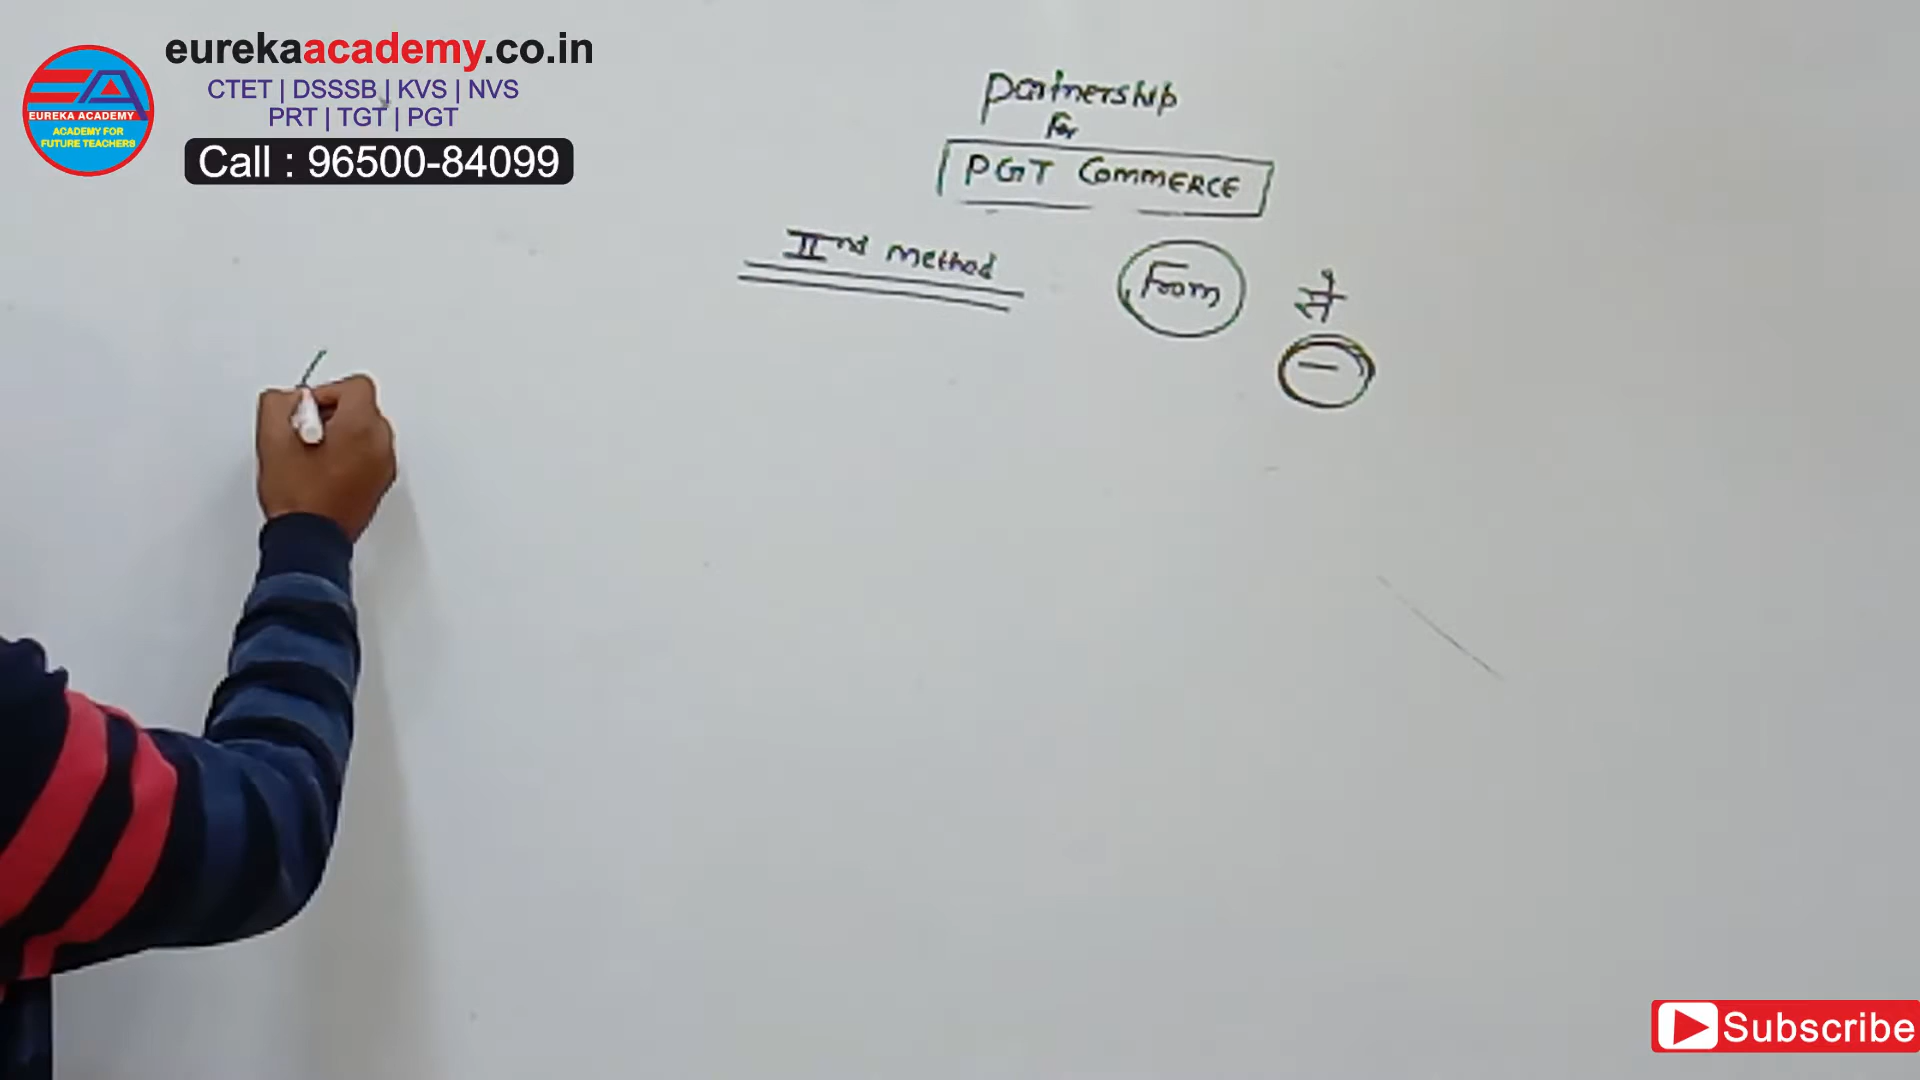 eurekaacademy.co.in
CTET | DSSSB | KVS | NVS
PRT | TGT | PGT
Call : 96500-84099
EUREKA ACADEMY
ACADEMY FOR
FUTURE TEACHERS
Partnership
For
PGT COMMERCE
IInd Method
From
में
−
Subscribe